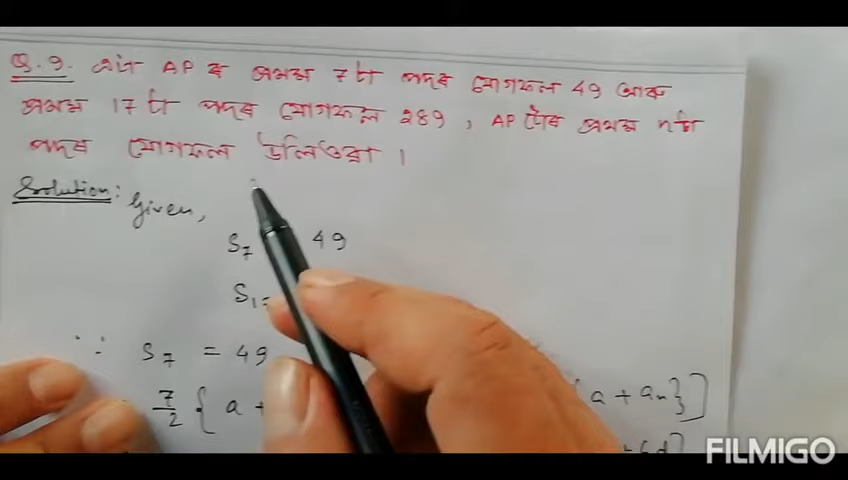 Q.9. এটা AP ৰ প্ৰথম 7 টা পদৰ যোগফল 49 আৰু
প্ৰথম 17 টা পদৰ যোগফল 289, AP টোৰ প্ৰথম n টা
পদৰ যোগফল উলিওৱা।
Solution: Given,
S₇ 49
S₁
∵ S₇ = 49
7/2 { a + {a + aₙ}]
+ 6d]
FILMIGO